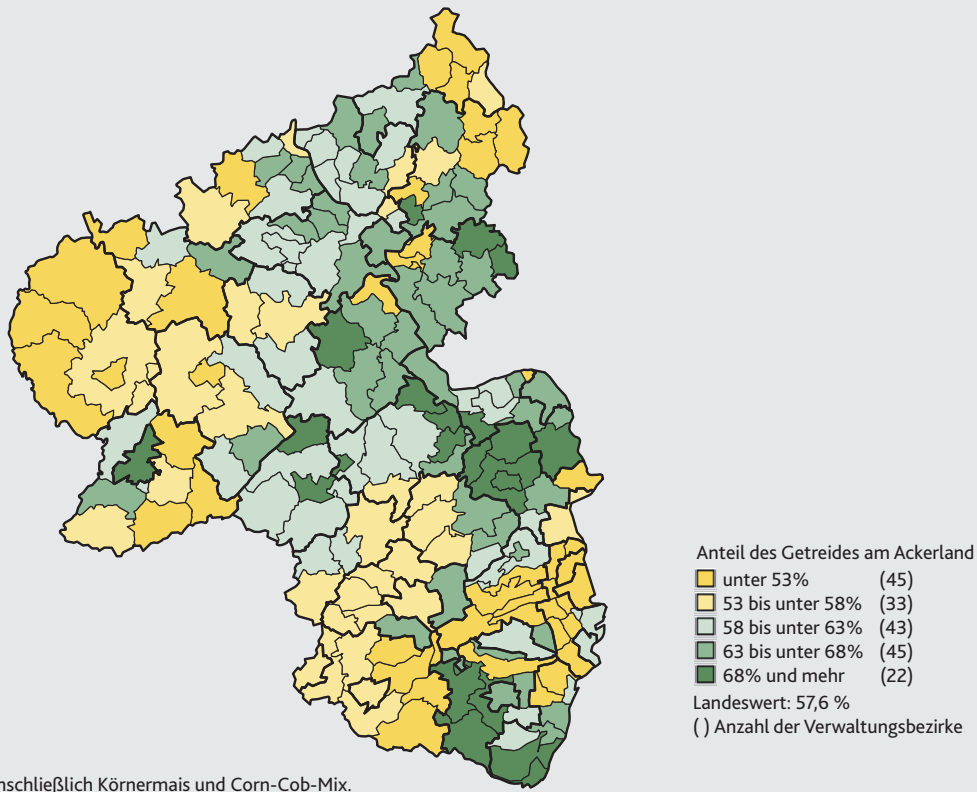 Anteil des Getreides am Ackerland
unter 53% (45)
53 bis unter 58% (33)
58 bis unter 63% (43)
63 bis unter 68% (45)
68% und mehr (22)
Landeswert: 57,6 %
( ) Anzahl der Verwaltungsbezirke
Körnermais und Corn-Cob-Mix.